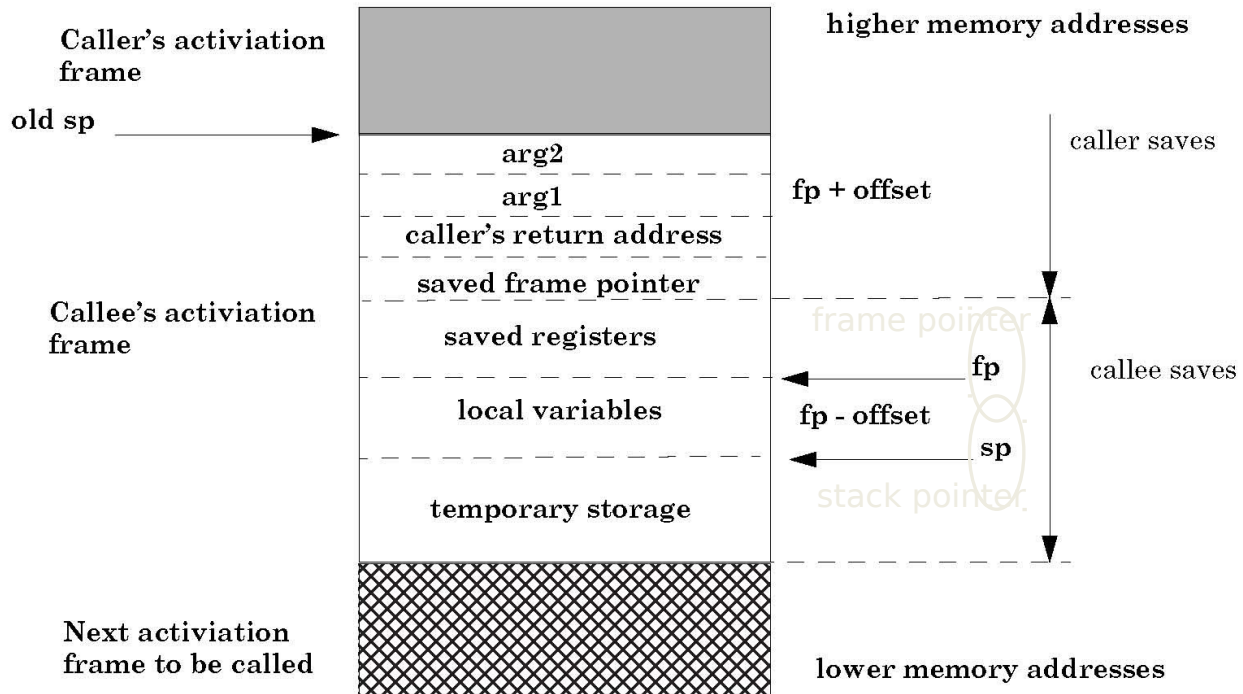 higher memory addresses
Caller's activiation
frame
old sp
caller saves
arg2
arg1
fp + offset
caller's return address
saved frame pointer
Callee's activiation
frame
frame pointer
saved registers
fp
callee saves
local variables
fp - offset
sp
stack pointer
temporary storage
Next activiation
frame to be called
lower memory addresses